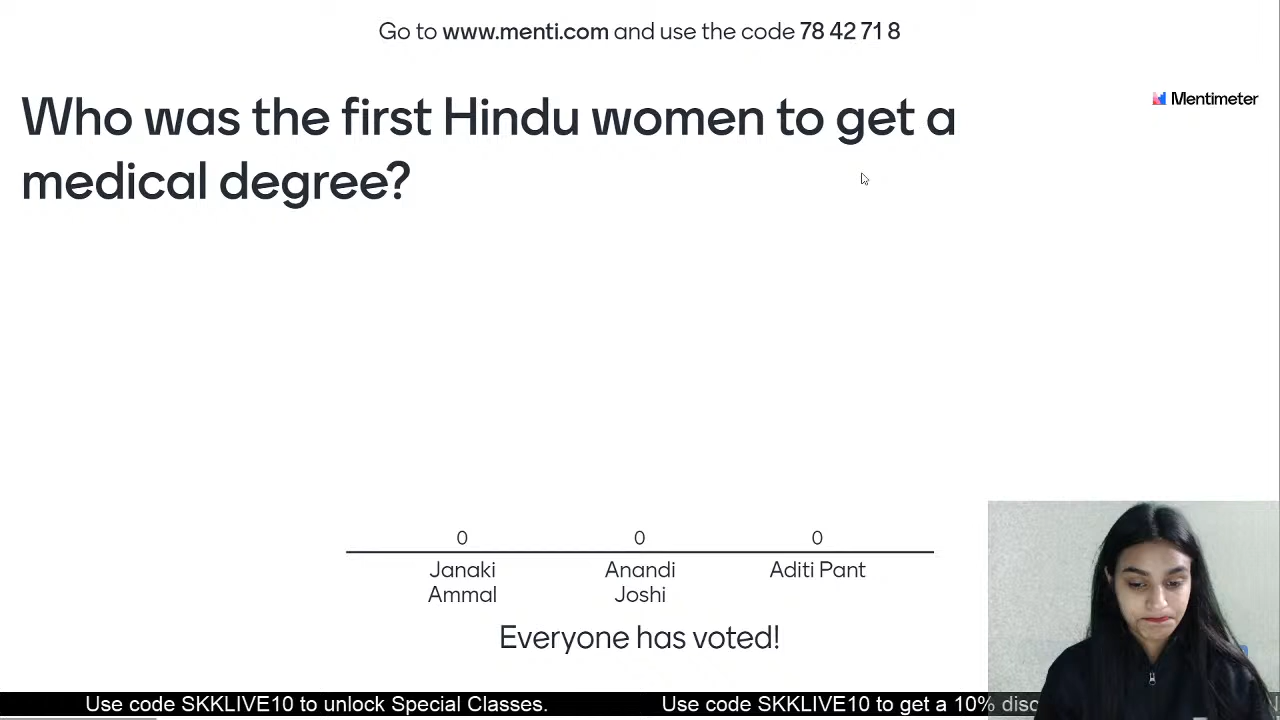 Go to www.menti.com and use the code 78 42 71 8
Mentimeter
Who was the first Hindu women to get a
medical degree?
0 0 0
Janaki Anandi Aditi Pant
Ammal Joshi
Everyone has voted!
Use code SKKLIVE10 to unlock Special Classes. Use code SKKLIVE10 to get a 10% disc